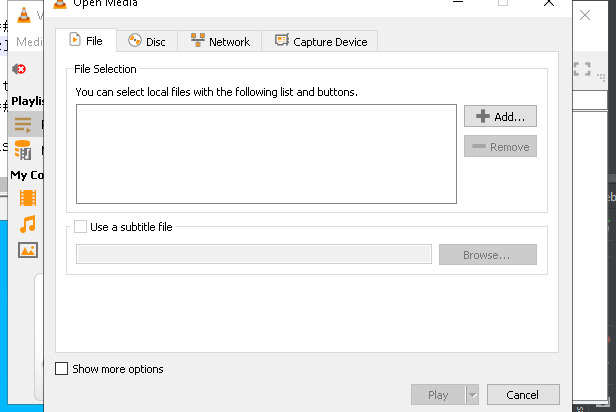 Open Media
Medi
File
Disc
Network
Capture Device
File Selection
You can select local files with the following list and buttons.
Add...
Remove
Playlis
My Co
Use a subtitle file
Browse...
Show more options
Play
Cancel